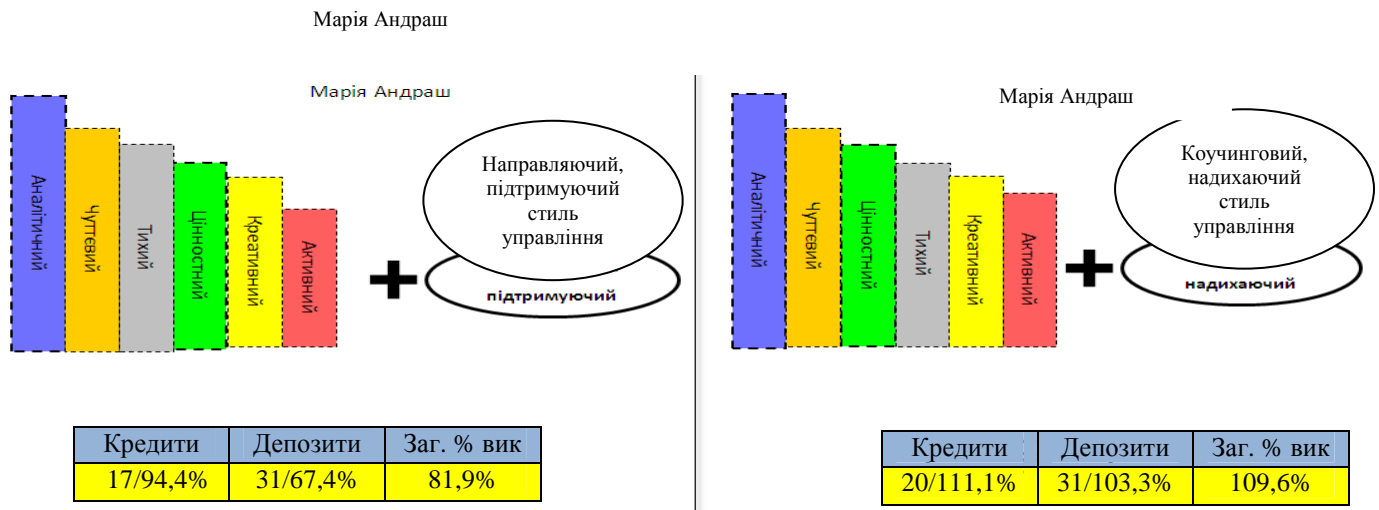 Марія Андраш
Марія Андраш
Аналітичний
Чуттєвий
Тихий
Ціннностний
Креативний
Активний
Направляючий,
підтримуючий
стиль
управління
підтримуючий
Кредити Депозити Заг. % вик
17/94,4% 31/67,4% 81,9%
Марія Андраш
Аналітичний
Чуттєвий
Цінностний
Тихий
Креативний
Активний
Коучинговий,
надихаючий
стиль
управління
надихаючий
Кредити Депозити Заг. % вик
20/111,1% 31/103,3% 109,6%